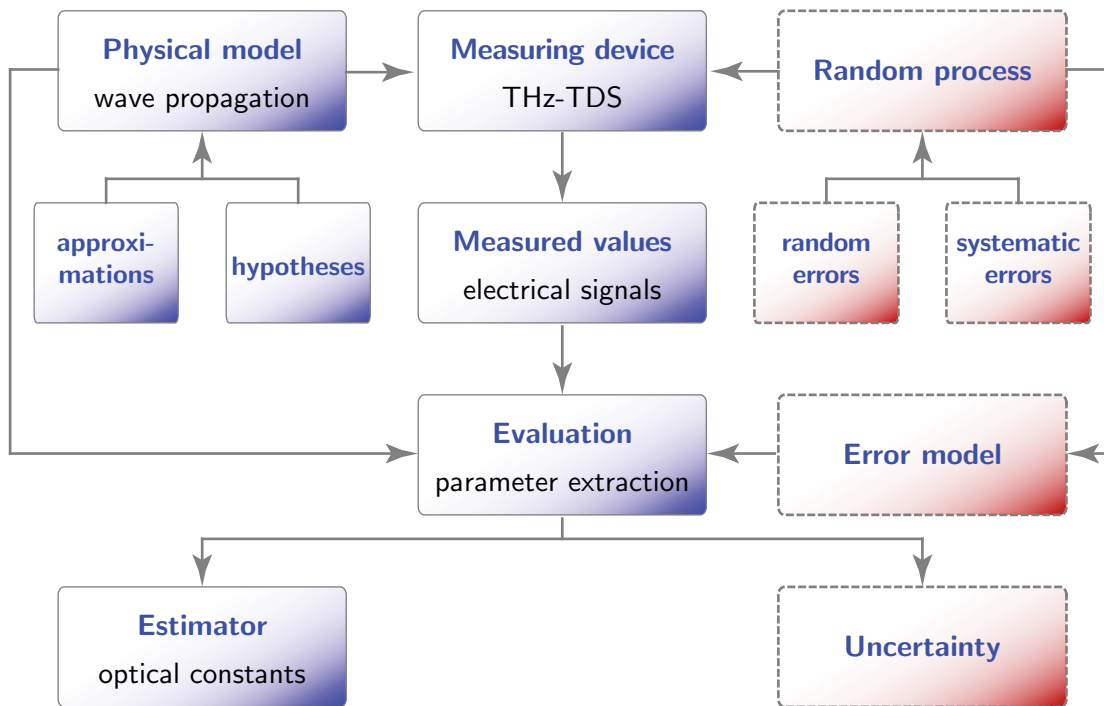 Physical model
wave propagation
Measuring device
THz-TDS
Random process
approxi-
mations
hypotheses
Measured values
electrical signals
random
errors
systematic
errors
Evaluation
parameter extraction
Error model
Estimator
optical constants
Uncertainty